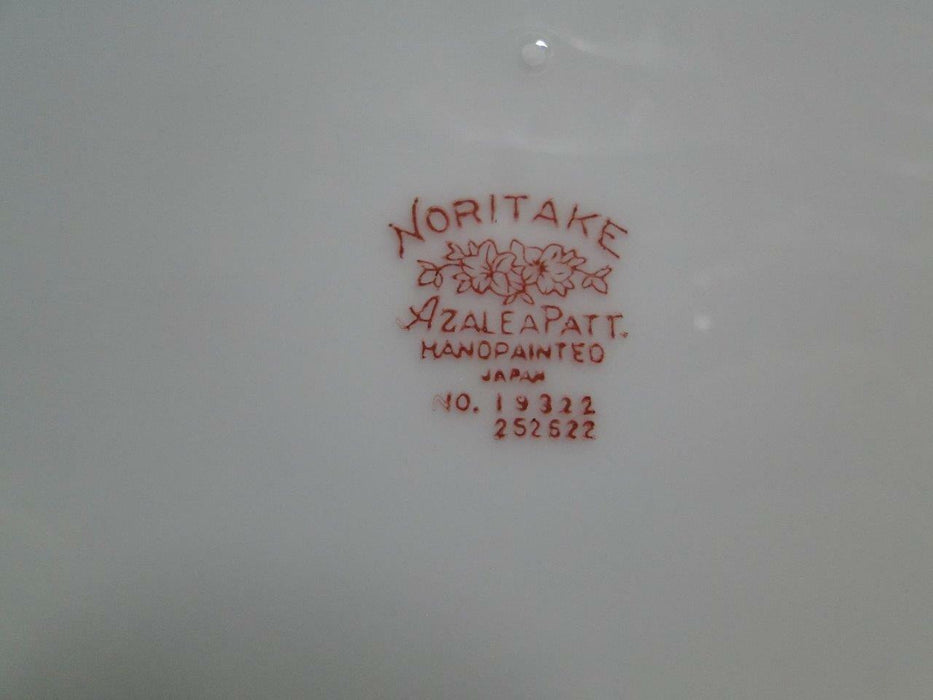 NORITAKE
AZALEA PATT.
HANDPAINTED
JAPAN
NO. 19322
252622